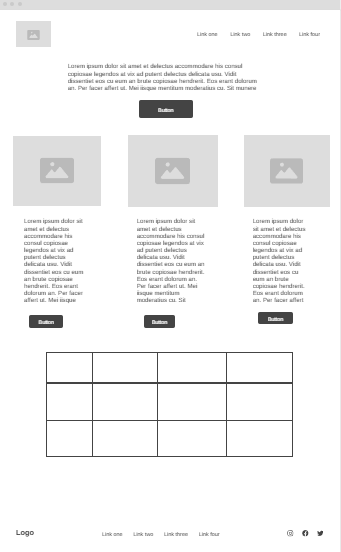 Link one Link two Link three Link four
Lorem ipsum dolor sit amet et delectus accommodare his consul
copiosae legendos at vix ad putent delectus delicata usu. Vidit
dissentiet eos cu eum an brute copiosae hendrerit. Eos erant dolorum
an. Per facer affert ut. Mei iisque mentitum moderatius cu. Sit munere
Button
Lorem ipsum dolor sit
amet et delectus
accommodare his
consul copiosae
legendos at vix ad
putent delectus
delicata usu. Vidit
dissentiet eos cu eum
an brute copiosae
hendrerit. Eos erant
dolorum an. Per facer
affert ut. Mei iisque
Button
Lorem ipsum dolor sit
amet et delectus
accommodare his
consul copiosae
legendos at vix
ad putent delectus
delicata usu. Vidit
dissentiet eos cu eum an
brute copiosae hendrerit.
Eos erant dolorum an.
Per facer affert ut. Mei
iisque mentitum
moderatius cu. Sit
Button
Lorem ipsum dolor
sit amet et delectus
accommodare his
consul copiosae
legendos at vix ad
putent delectus
delicata usu. Vidit
dissentiet eos cu
eum an brute
copiosae hendrerit.
Eos erant dolorum
an. Per facer affert
Button
Logo
Link one Link two Link three Link four